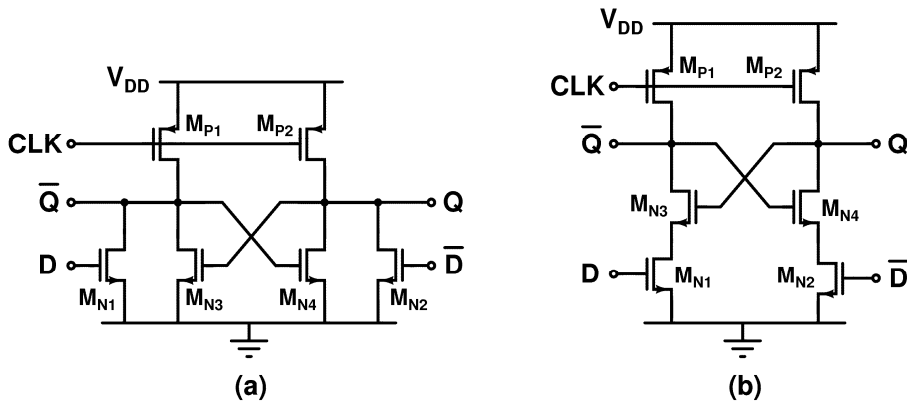 V_DD
M_P1 M_P2
CLK
Q̅ Q
D D̅
M_N1 M_N3 M_N4 M_N2
(a)
V_DD
M_P1 M_P2
CLK
Q̅ Q
M_N3 M_N4
D M_N1 M_N2 D̅
(b)